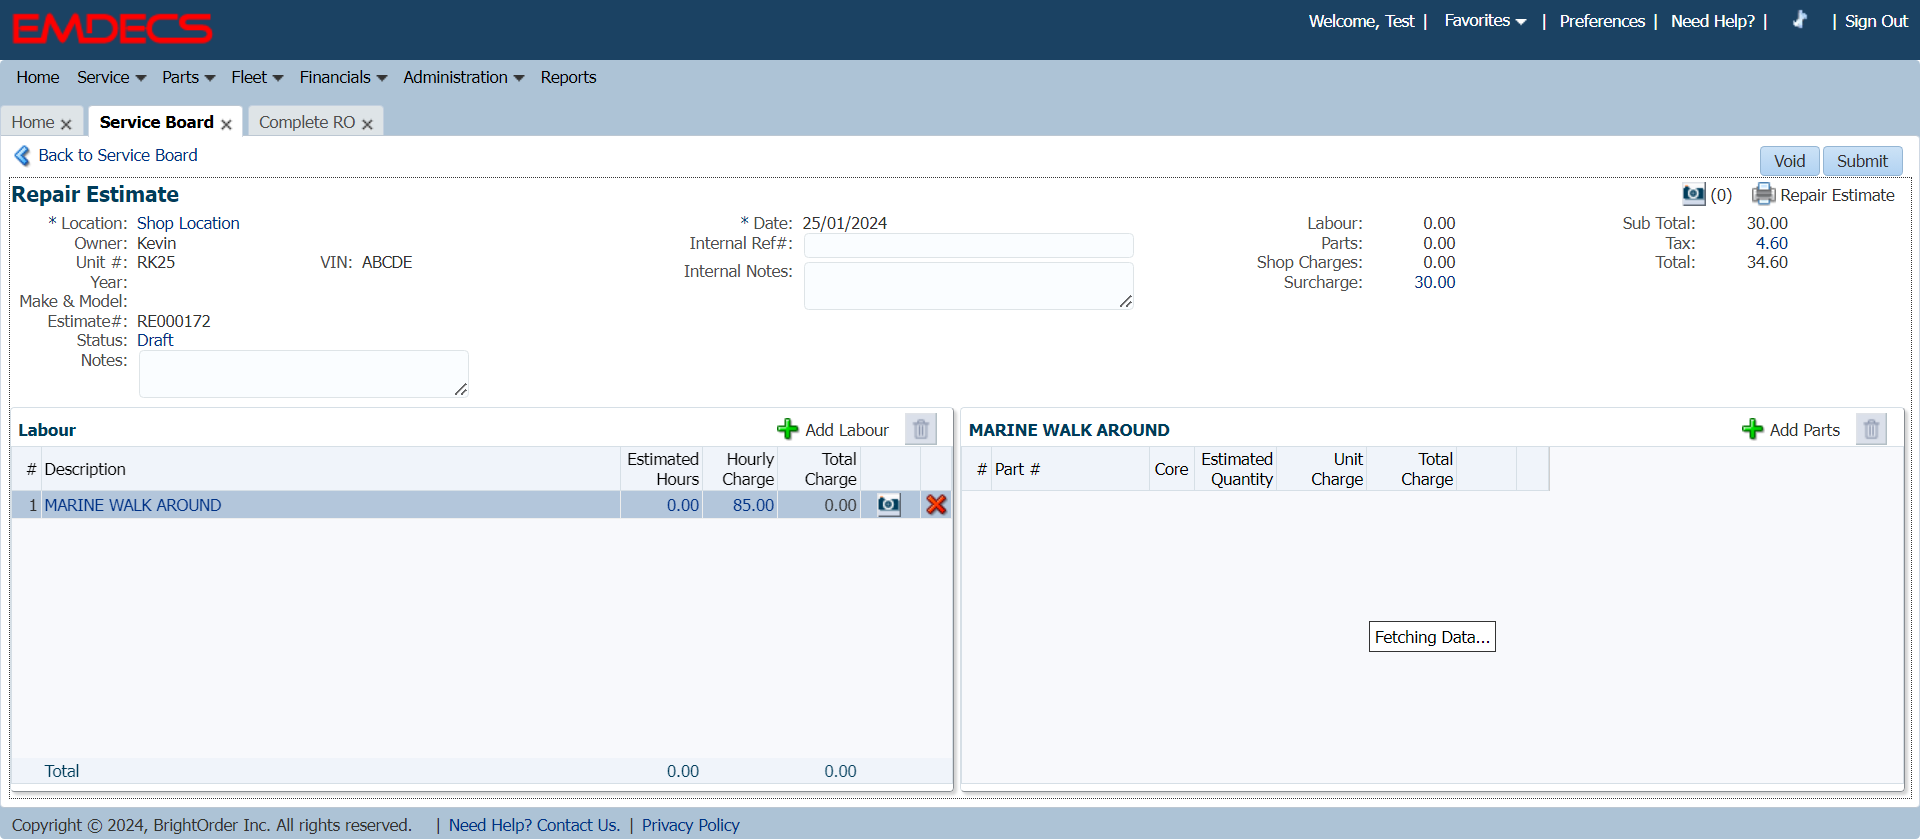 EMDECS
Welcome, Test | Favorites | Preferences | Need Help? | | Sign Out
Home Service Parts Fleet Financials Administration Reports
Home Service Board Complete RO
Back to Service Board
Void Submit
Repair Estimate
(0) Repair Estimate
* Location: Shop Location
Owner: Kevin
Unit #: RK25 VIN: ABCDE
Year:
Make & Model:
Estimate#: RE000172
Status: Draft
Notes:
* Date: 25/01/2024
Internal Ref#:
Internal Notes:
Labour: 0.00
Parts: 0.00
Shop Charges: 0.00
Surcharge: 30.00
Sub Total: 30.00
Tax: 4.60
Total: 34.60
Labour Add Labour
# Description Estimated Hours Hourly Charge Total Charge
1 MARINE WALK AROUND 0.00 85.00 0.00
Total 0.00 0.00
MARINE WALK AROUND Add Parts
# Part # Core Estimated Quantity Unit Charge Total Charge
Fetching Data...
Copyright © 2024, BrightOrder Inc. All rights reserved. | Need Help? Contact Us. | Privacy Policy